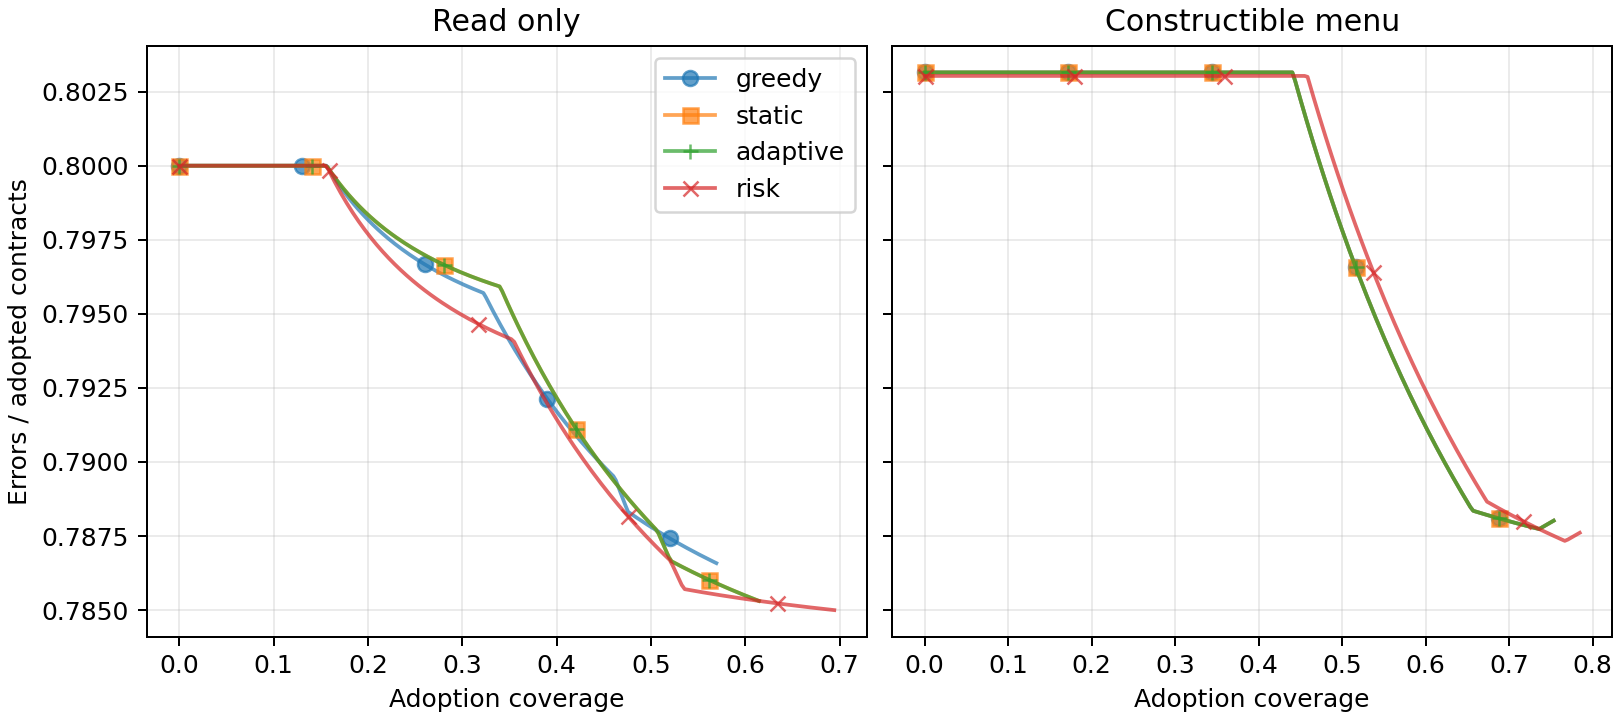 Read only
Constructible menu
Errors / adopted contracts
0.8025
0.8000
0.7975
0.7950
0.7925
0.7900
0.7875
0.7850
greedy
static
adaptive
risk
0.0 0.1 0.2 0.3 0.4 0.5 0.6 0.7
0.0 0.1 0.2 0.3 0.4 0.5 0.6 0.7 0.8
Adoption coverage
Adoption coverage